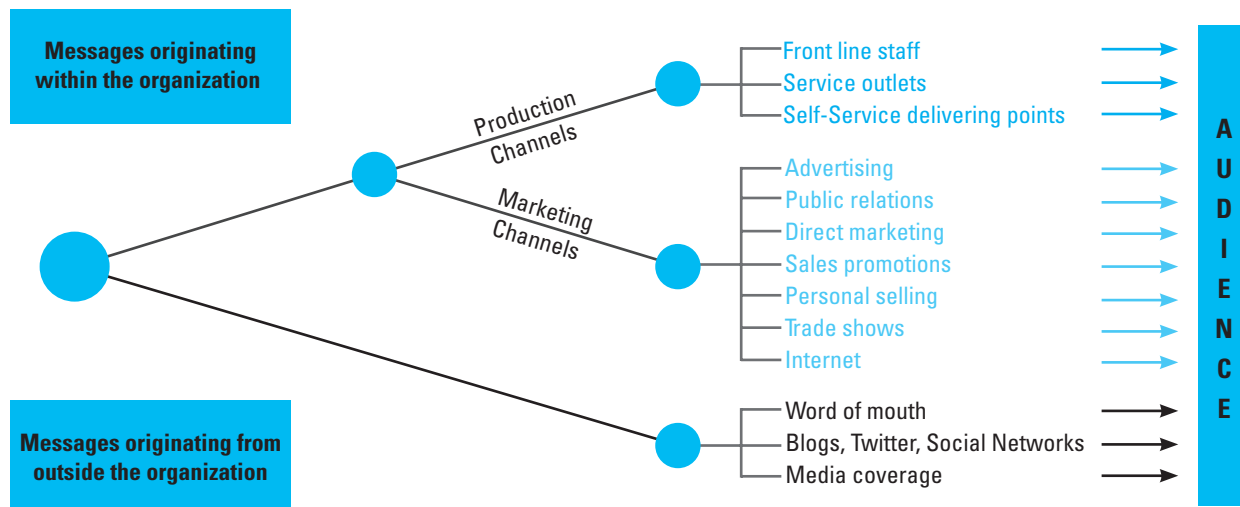 Messages originating
within the organization
Production
Channels
Marketing
Channels
Front line staff
Service outlets
Self-Service delivering points
Advertising
Public relations
Direct marketing
Sales promotions
Personal selling
Trade shows
Internet
Messages originating from
outside the organization
Word of mouth
Blogs, Twitter, Social Networks
Media coverage
A
U
D
I
E
N
C
E